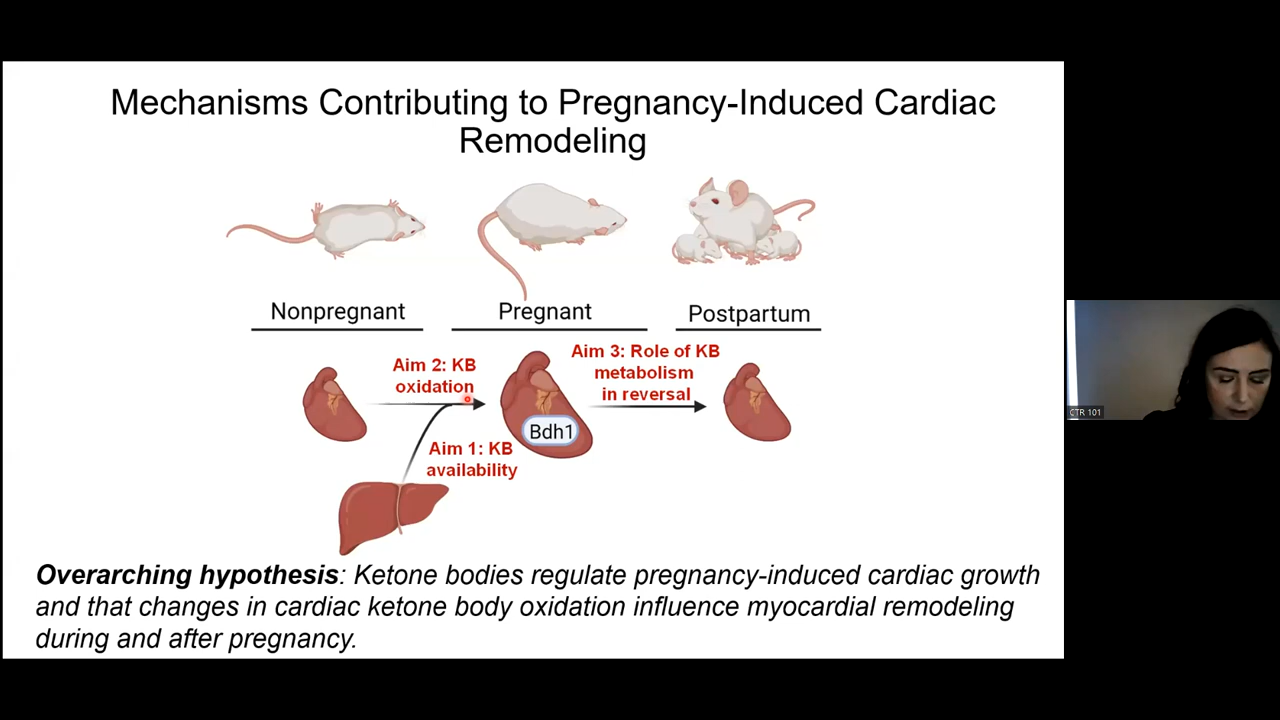 Mechanisms Contributing to Pregnancy-Induced Cardiac
Remodeling
Nonpregnant
Pregnant
Postpartum
Aim 2: KB
oxidation
Aim 3: Role of KB
metabolism
in reversal
Bdh1
Aim 1: KB
availability
Overarching hypothesis: Ketone bodies regulate pregnancy-induced cardiac growth
and that changes in cardiac ketone body oxidation influence myocardial remodeling
during and after pregnancy.
CTR 101